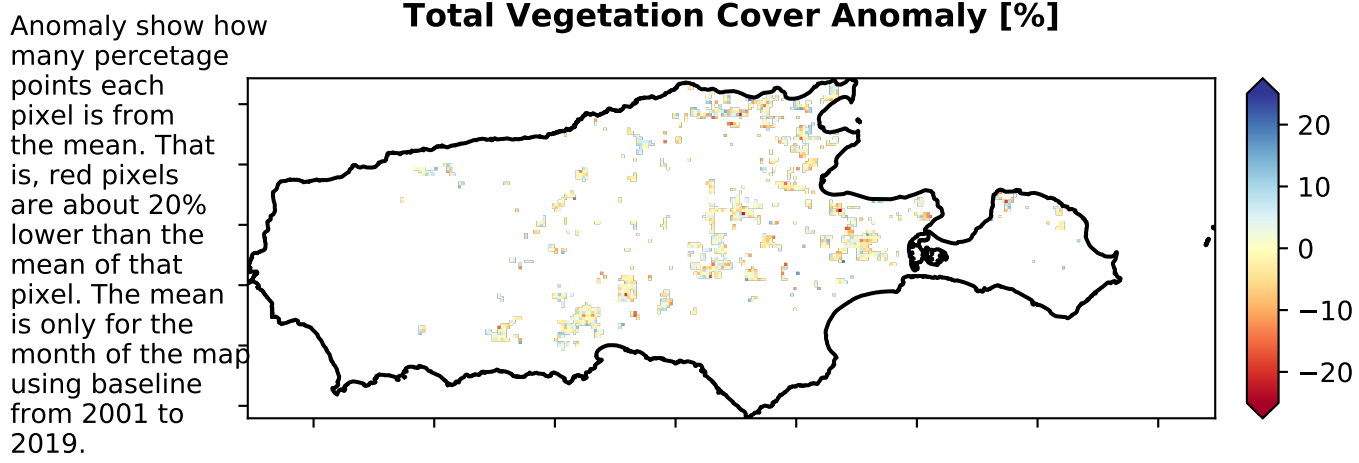 Total Vegetation Cover Anomaly [%]
Anomaly show how
many percetage
points each
pixel is from
the mean. That
is, red pixels
are about 20%
lower than the
mean of that
pixel. The mean
is only for the
month of the map
using baseline
from 2001 to
2019.
20
10
0
−10
−20